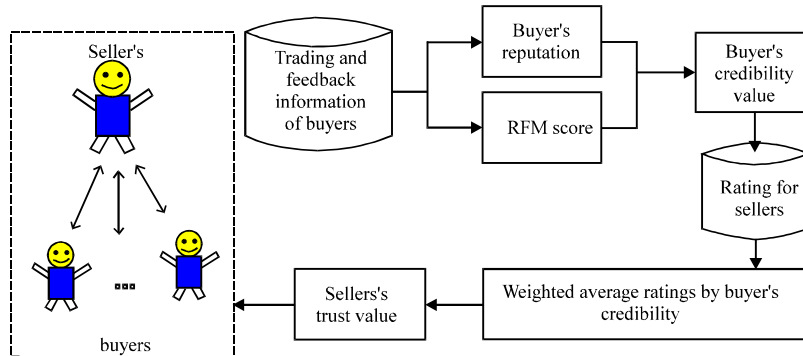 Seller's
buyers
Trading and
feedback
information
of buyers
Buyer's
reputation
RFM score
Buyer's
credibility
value
Rating for
sellers
Weighted average ratings by buyer's
credibility
Sellers's
trust value